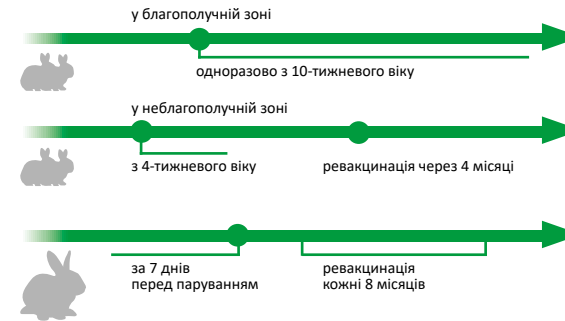 у благополучній зоні
одноразово з 10-тижневого віку
у неблагополучній зоні
з 4-тижневого віку
ревакцинація через 4 місяці
за 7 днів
перед паруванням
ревакцинація
кожні 8 місяців